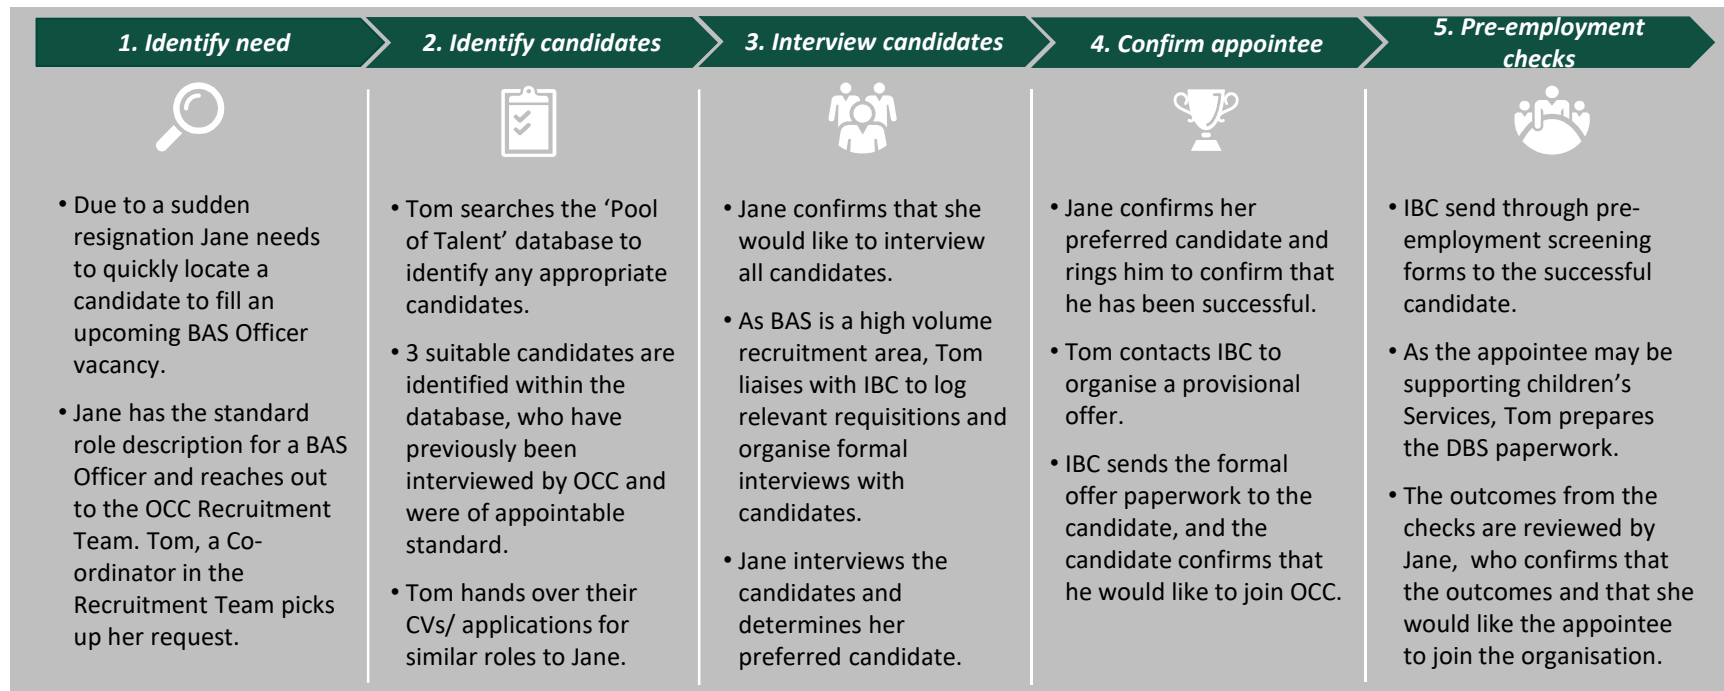 1. Identify need
2. Identify candidates
3. Interview candidates
4. Confirm appointee
5. Pre-employment
checks
• Due to a sudden
resignation Jane needs
to quickly locate a
candidate to fill an
upcoming BAS Officer
vacancy.
• Jane has the standard
role description for a BAS
Officer and reaches out
to the OCC Recruitment
Team. Tom, a Co-
ordinator in the
Recruitment Team picks
up her request.
• Tom searches the ‘Pool
of Talent’ database to
identify any appropriate
candidates.
• 3 suitable candidates are
identified within the
database, who have
previously been
interviewed by OCC and
were of appointable
standard.
• Tom hands over their
CVs/ applications for
similar roles to Jane.
• Jane confirms that she
would like to interview
all candidates.
• As BAS is a high volume
recruitment area, Tom
liaises with IBC to log
relevant requisitions and
organise formal
interviews with
candidates.
• Jane interviews the
candidates and
determines her
preferred candidate.
• Jane confirms her
preferred candidate and
rings him to confirm that
he has been successful.
• Tom contacts IBC to
organise a provisional
offer.
• IBC sends the formal
offer paperwork to the
candidate, and the
candidate confirms that
he would like to join OCC.
• IBC send through pre-
employment screening
forms to the successful
candidate.
• As the appointee may be
supporting children’s
Services, Tom prepares
the DBS paperwork.
• The outcomes from the
checks are reviewed by
Jane,  who confirms that
the outcomes and that she
would like the appointee
to join the organisation.